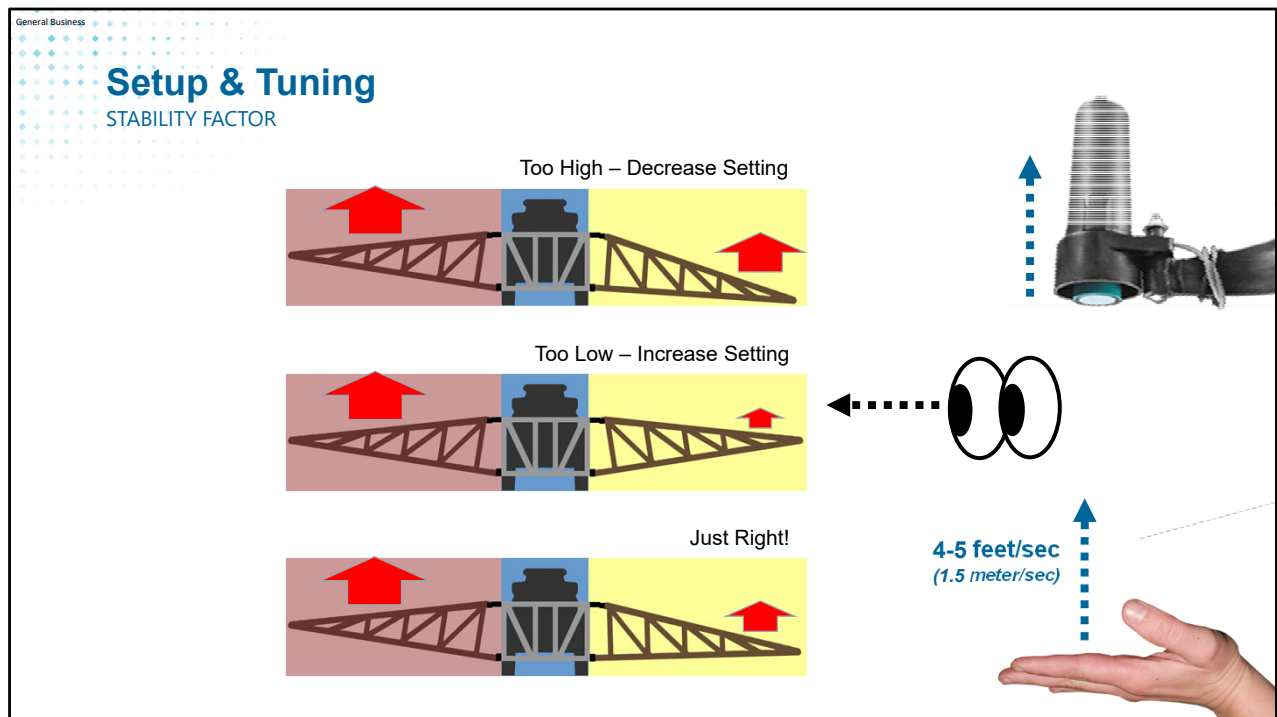 General Business
Setup & Tuning
STABILITY FACTOR
Too High – Decrease Setting
Too Low – Increase Setting
Just Right!
4-5 feet/sec
(1.5 meter/sec)